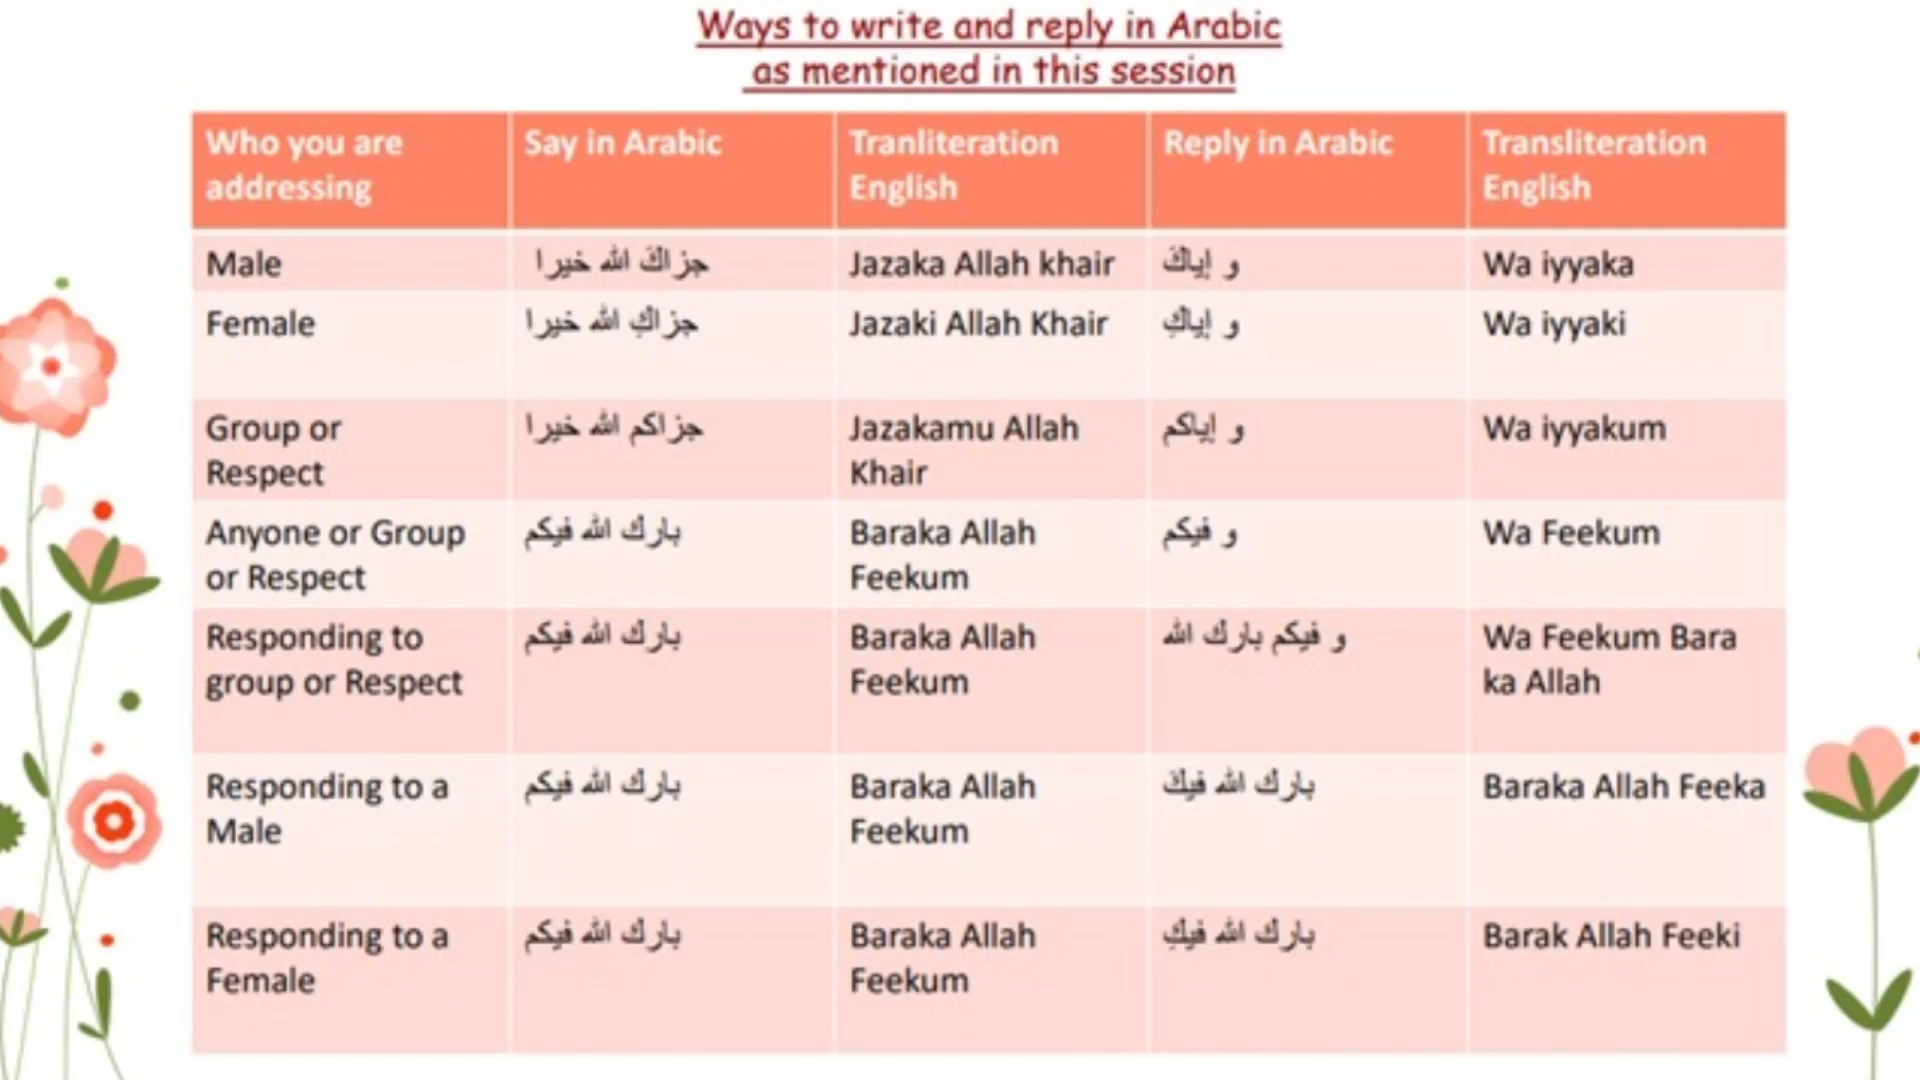 Ways to write and reply in Arabic
as mentioned in this session
Who you are
addressing
Say in Arabic
Tranliteration
English
Reply in Arabic
Transliteration
English
Male
جزاكَ الله خيرا
Jazaka Allah khair
و إياكَ
Wa iyyaka
Female
جزاكِ الله خيرا
Jazaki Allah Khair
و إياكِ
Wa iyyaki
Group or
Respect
جزاكم الله خيرا
Jazakamu Allah
Khair
و إياكم
Wa iyyakum
Anyone or Group
or Respect
بارك الله فيكم
Baraka Allah
Feekum
و فيكم
Wa Feekum
Responding to
group or Respect
بارك الله فيكم
Baraka Allah
Feekum
و فيكم بارك الله
Wa Feekum Bara
ka Allah
Responding to a
Male
بارك الله فيكم
Baraka Allah
Feekum
بارك الله فيكَ
Baraka Allah Feeka
Responding to a
Female
بارك الله فيكم
Baraka Allah
Feekum
بارك الله فيكِ
Barak Allah Feeki